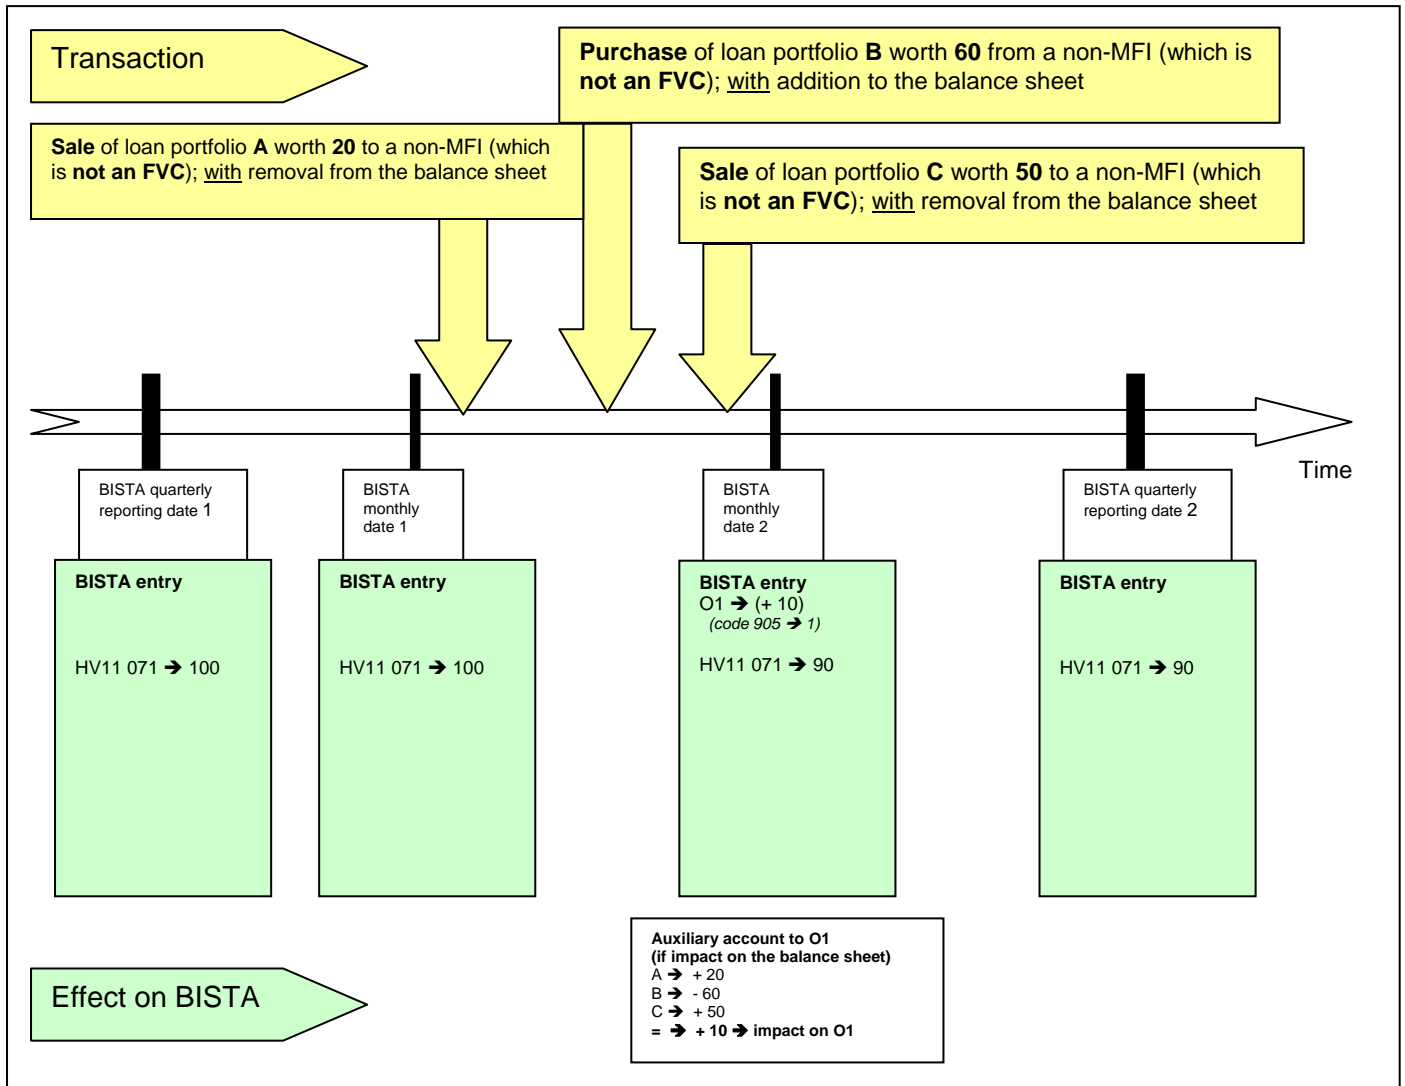 Transaction
Purchase of loan portfolio B worth 60 from a non-MFI (which is
not an FVC); with addition to the balance sheet
Sale of loan portfolio A worth 20 to a non-MFI (which
is not an FVC); with removal from the balance sheet
Sale of loan portfolio C worth 50 to a non-MFI (which
is not an FVC); with removal from the balance sheet
Time
BISTA quarterly
reporting date 1
BISTA
monthly
date 1
BISTA
monthly
date 2
BISTA quarterly
reporting date 2
BISTA entry
HV11 071 ➔ 100
BISTA entry
HV11 071 ➔ 100
BISTA entry
O1 ➔ (+ 10)
(code 905 ➔ 1)
HV11 071 ➔ 90
BISTA entry
HV11 071 ➔ 90
Auxiliary account to O1
(if impact on the balance sheet)
A ➔ + 20
B ➔ - 60
C ➔ + 50
= ➔ + 10 ➔ impact on O1
Effect on BISTA